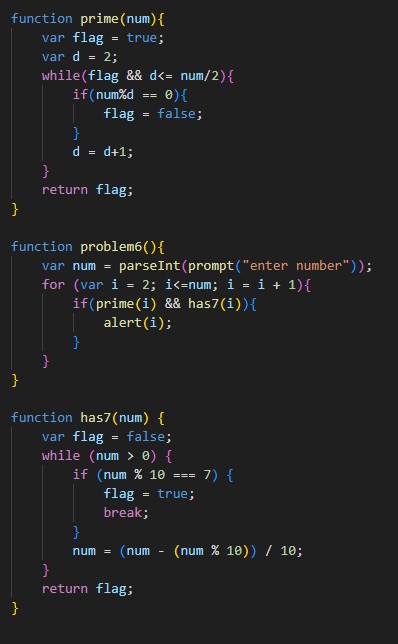 function prime(num){
    var flag = true;
    var d = 2;
    while(flag && d<= num/2){
        if(num%d == 0){
            flag = false;
        }
        d = d+1;
    }
    return flag;
}

function problem6(){
    var num = parseInt(prompt("enter number"));
    for (var i = 2; i<=num; i = i + 1){
        if(prime(i) && has7(i)){
            alert(i);
        }
    }
}

function has7(num) {
    var flag = false;
    while (num > 0) {
        if (num % 10 === 7) {
            flag = true;
            break;
        }
        num = (num - (num % 10)) / 10;
    }
    return flag;
}